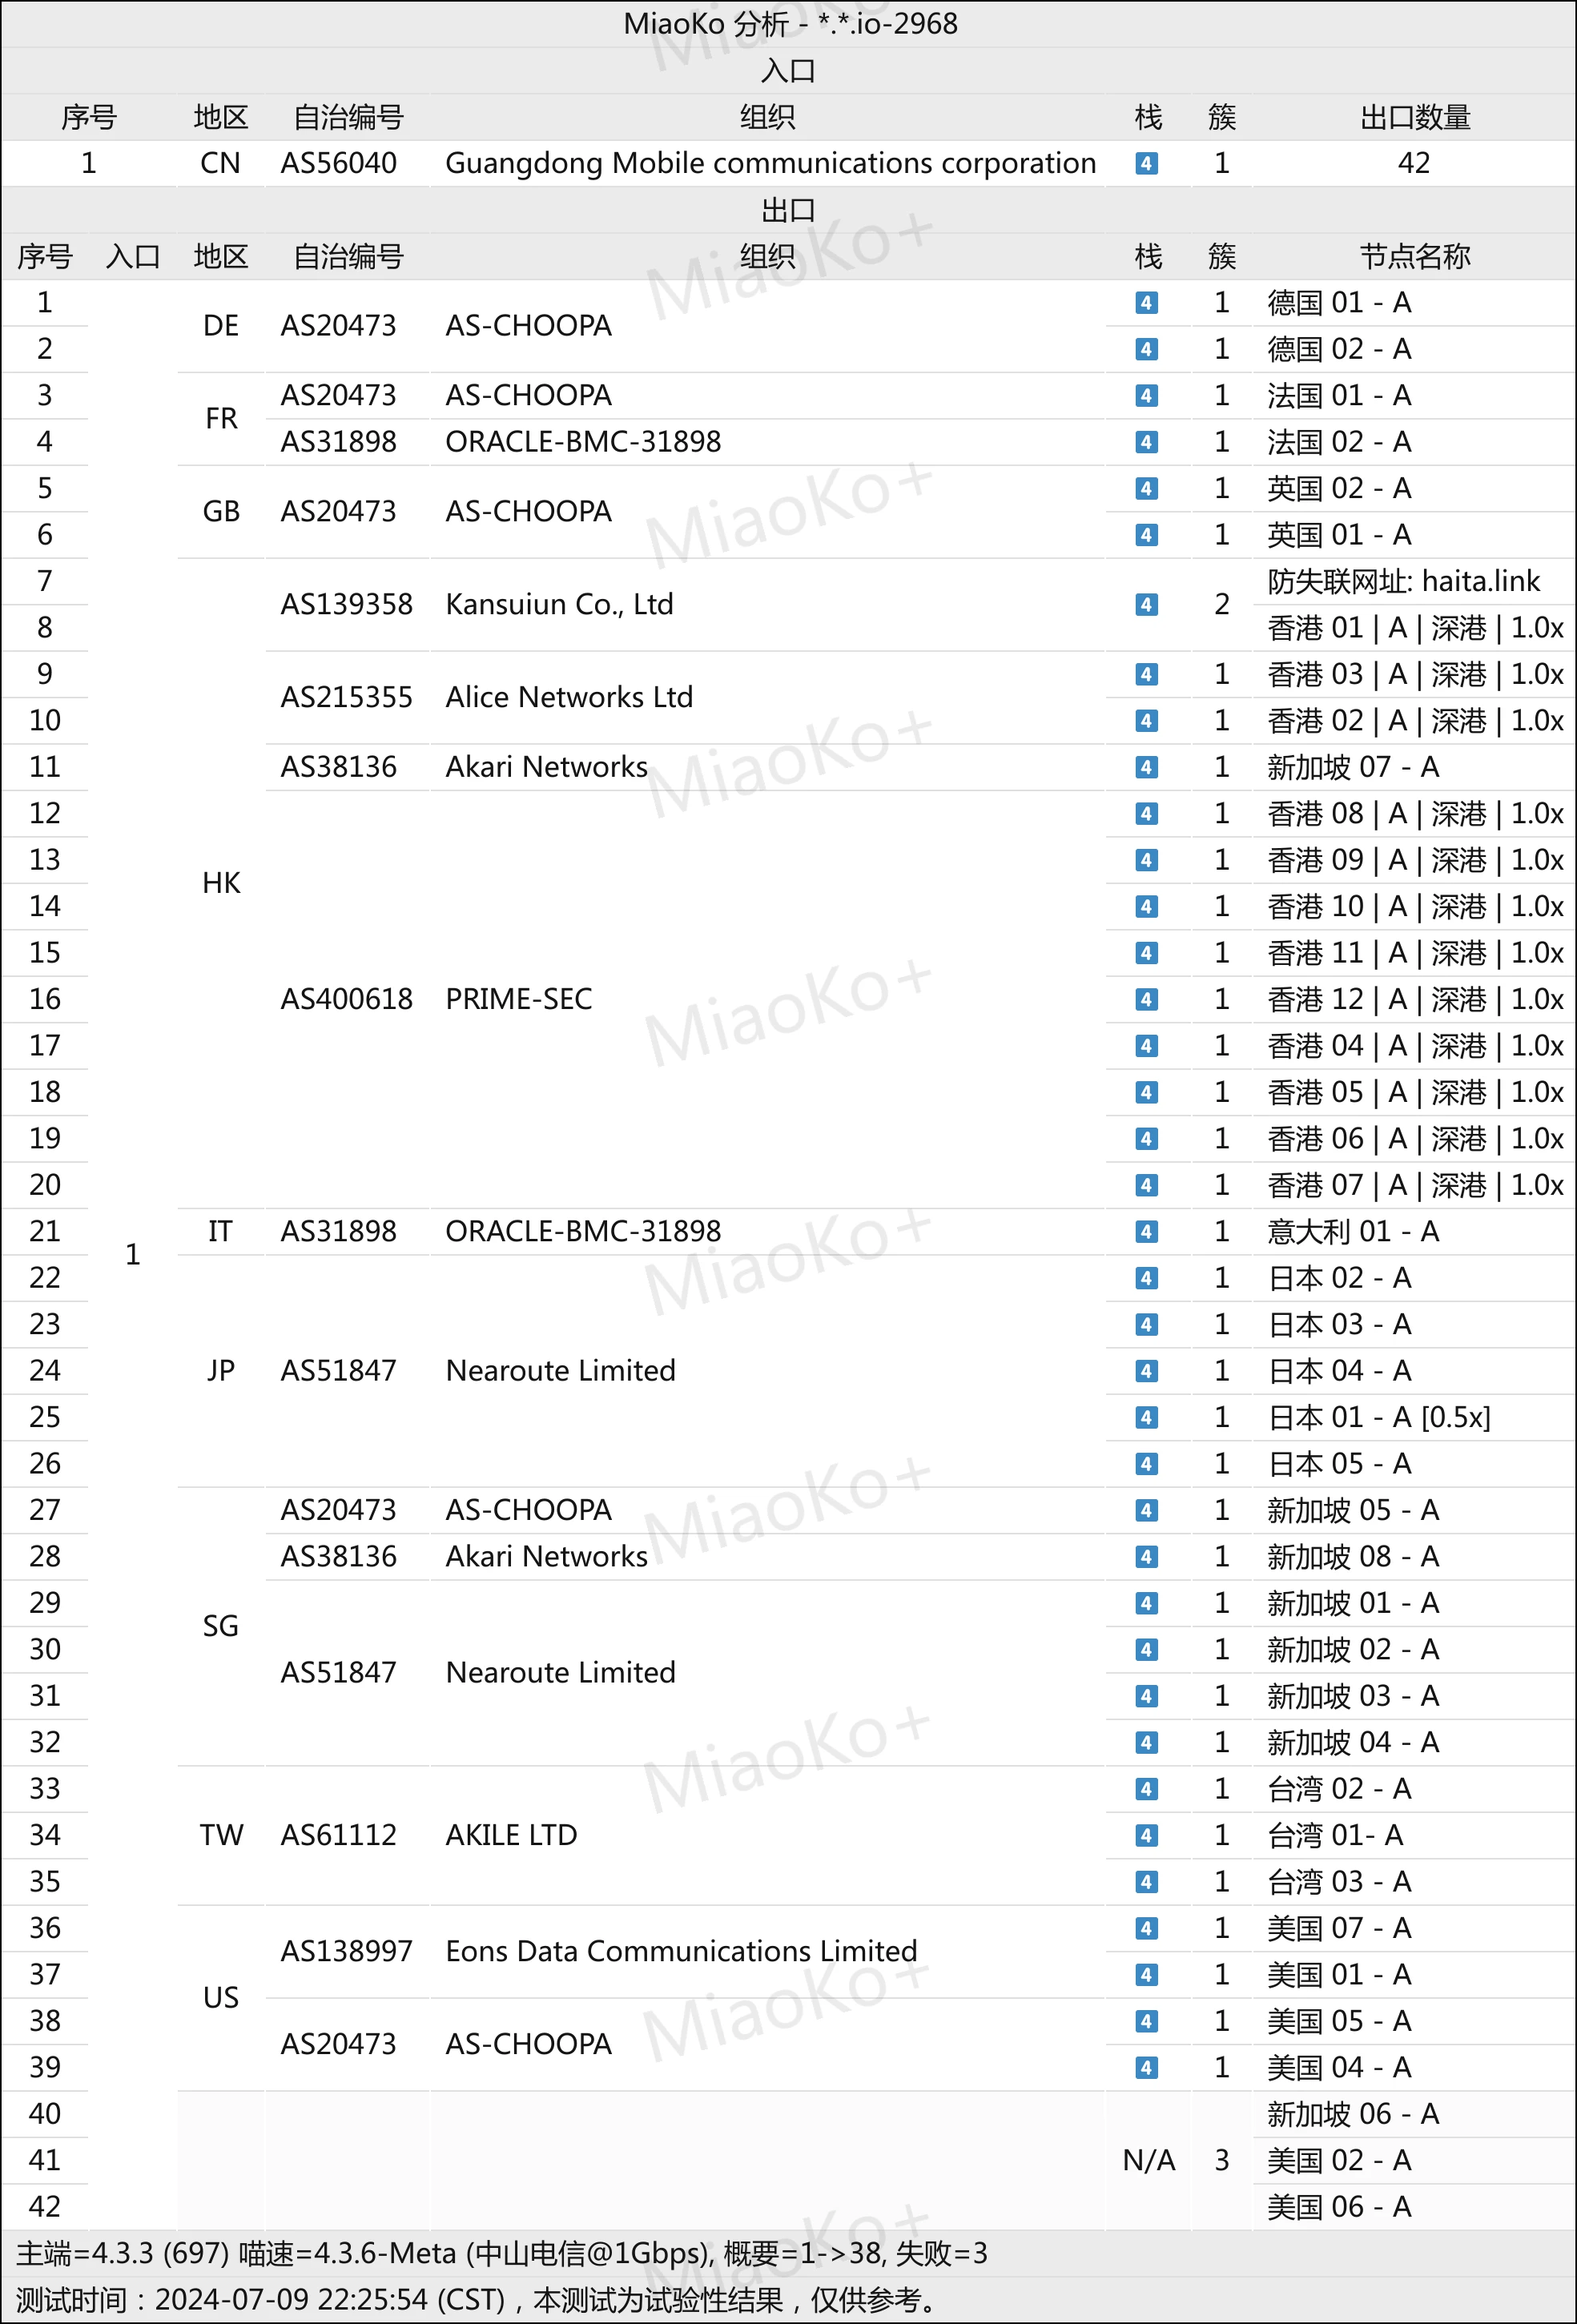 MiaoKo 分析 - *.*.io-2968
入口
序号 地区 自治编号 组织 栈 簇 出口数量
1 CN AS56040 Guangdong Mobile communications corporation 4 1 42
出口
序号 入口 地区 自治编号 组织 栈 簇 节点名称
1 DE AS20473 AS-CHOOPA 4 1 德国 01 - A
2 4 1 德国 02 - A
3 FR AS20473 AS-CHOOPA 4 1 法国 01 - A
4 AS31898 ORACLE-BMC-31898 4 1 法国 02 - A
5 GB AS20473 AS-CHOOPA 4 1 英国 02 - A
6 4 1 英国 01 - A
7 AS139358 Kansuiun Co., Ltd 4 2 防失联网址: haita.link
8 香港 01 | A | 深港 | 1.0x
9 AS215355 Alice Networks Ltd 4 1 香港 03 | A | 深港 | 1.0x
10 4 1 香港 02 | A | 深港 | 1.0x
11 AS38136 Akari Networks 4 1 新加坡 07 - A
12 4 1 香港 08 | A | 深港 | 1.0x
13 HK 4 1 香港 09 | A | 深港 | 1.0x
14 4 1 香港 10 | A | 深港 | 1.0x
15 4 1 香港 11 | A | 深港 | 1.0x
16 AS400618 PRIME-SEC 4 1 香港 12 | A | 深港 | 1.0x
17 4 1 香港 04 | A | 深港 | 1.0x
18 4 1 香港 05 | A | 深港 | 1.0x
19 4 1 香港 06 | A | 深港 | 1.0x
20 4 1 香港 07 | A | 深港 | 1.0x
21 1 IT AS31898 ORACLE-BMC-31898 4 1 意大利 01 - A
22 4 1 日本 02 - A
23 4 1 日本 03 - A
24 JP AS51847 Nearoute Limited 4 1 日本 04 - A
25 4 1 日本 01 - A [0.5x]
26 4 1 日本 05 - A
27 AS20473 AS-CHOOPA 4 1 新加坡 05 - A
28 AS38136 Akari Networks 4 1 新加坡 08 - A
29 SG 4 1 新加坡 01 - A
30 AS51847 Nearoute Limited 4 1 新加坡 02 - A
31 4 1 新加坡 03 - A
32 4 1 新加坡 04 - A
33 4 1 台湾 02 - A
34 TW AS61112 AKILE LTD 4 1 台湾 01- A
35 4 1 台湾 03 - A
36 AS138997 Eons Data Communications Limited 4 1 美国 07 - A
37 US 4 1 美国 01 - A
38 AS20473 AS-CHOOPA 4 1 美国 05 - A
39 4 1 美国 04 - A
40 新加坡 06 - A
41 N/A 3 美国 02 - A
42 美国 06 - A
主端=4.3.3 (697) 喵速=4.3.6-Meta (中山电信@1Gbps), 概要=1->38, 失败=3
测试时间：2024-07-09 22:25:54 (CST)，本测试为试验性结果，仅供参考。
MiaoKo+
MiaoKo+
MiaoKo+
MiaoKo+
MiaoKo+
MiaoKo+
MiaoKo+
MiaoKo+
MiaoKo+
MiaoKo+